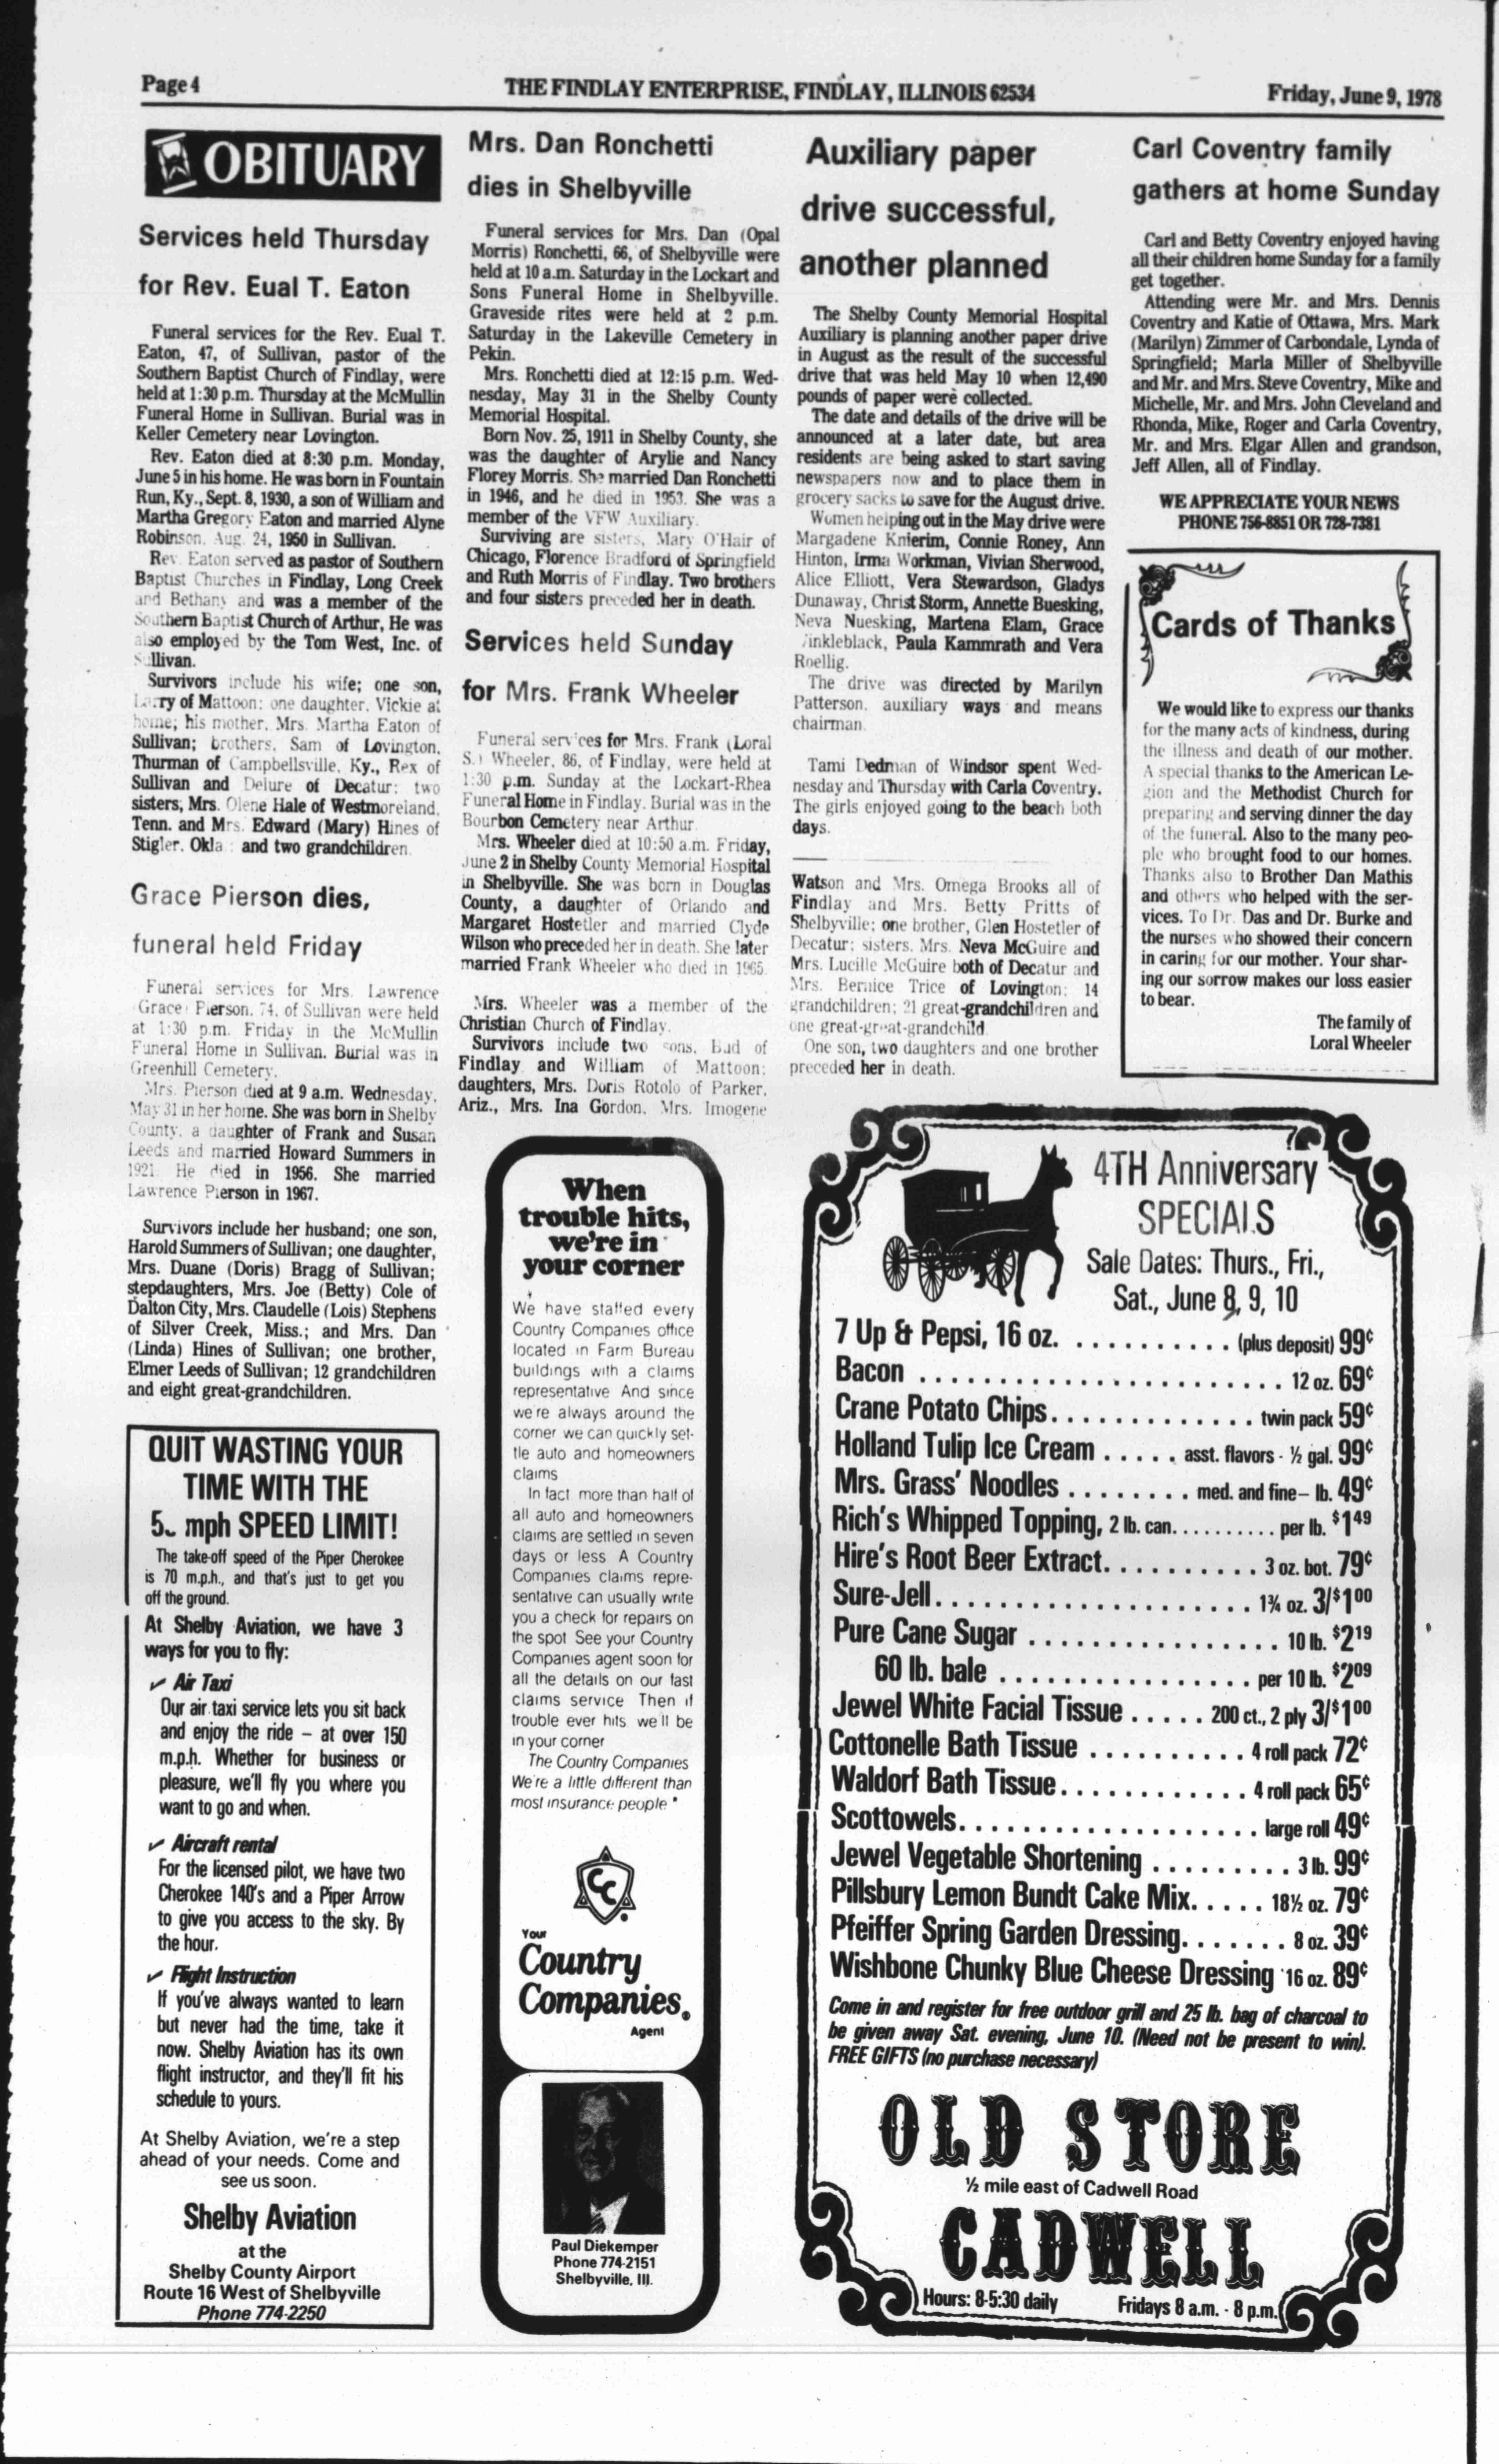 Page 4
THE FINDLAY ENTERPRISE, FINDLAY, ILLINOIS 62534
Friday, June 9, 1978
OBITUARY
Services held Thursday
for Rev. Eual T. Eaton
Funeral services for the Rev. Eual T.
Eaton, 47, of Sullivan, pastor of the
Southern Baptist Church of Findlay, were
held at 1:30 p.m. Thursday at the McMullin
Funeral Home in Sullivan. Burial was in
Keller Cemetery near Lovington.
Rev. Eaton died at 8:30 p.m. Monday,
June 5 in his home. He was born in Fountain
Run, Ky., Sept. 8, 1930, a son of William and
Martha Gregory Eaton and married Alyne
Robinson, Aug. 24, 1950 in Sullivan.
Rev. Eaton served as pastor of Southern
Baptist Churches in Findlay, Long Creek
and Bethany and was a member of the
Southern Baptist Church of Arthur, He was
also employed by the Tom West, Inc. of
Sullivan.
Survivors include his wife; one son,
Larry of Mattoon; one daughter, Vickie at
home; his mother, Mrs. Martha Eaton of
Sullivan; brothers, Sam of Lovington,
Thurman of Campbellsville, Ky., Rex of
Sullivan and Delure of Decatur; two
sisters, Mrs. Olene Hale of Westmoreland,
Tenn. and Mrs. Edward (Mary) Hines of
Stigler, Okla.; and two grandchildren.
Grace Pierson dies,
funeral held Friday
Funeral services for Mrs. Lawrence
(Grace) Pierson, 74, of Sullivan were held
at 1:30 p.m. Friday in the McMullin
Funeral Home in Sullivan. Burial was in
Greenhill Cemetery.
Mrs. Pierson died at 9 a.m. Wednesday,
May 31 in her home. She was born in Shelby
County, a daughter of Frank and Susan
Leeds and married Howard Summers in
1921. He died in 1956. She married
Lawrence Pierson in 1967.
Survivors include her husband; one son,
Harold Summers of Sullivan; one daughter,
Mrs. Duane (Doris) Bragg of Sullivan;
stepdaughters, Mrs. Joe (Betty) Cole of
Dalton City, Mrs. Claudelle (Lois) Stephens
of Silver Creek, Miss.; and Mrs. Dan
(Linda) Hines of Sullivan; one brother,
Elmer Leeds of Sullivan; 12 grandchildren
and eight great-grandchildren.
QUIT WASTING YOUR
TIME WITH THE
mph SPEED LIMIT!
The take-off speed of the Piper Cherokee
is 70 m.p.h., and that's just to get you
off the ground.
At Shelby Aviation, we have 3
ways for you to fly:
✓ Air Taxi
Our air taxi service lets you sit back
and enjoy the ride – at over 150
m.p.h. Whether for business or
pleasure, we'll fly you where you
want to go and when.
✓ Aircraft rental
For the licensed pilot, we have two
Cherokee 140's and a Piper Arrow
to give you access to the sky. By
the hour.
✓ Flight Instruction
If you've always wanted to learn
but never had the time, take it
now. Shelby Aviation has its own
flight instructor, and they'll fit his
schedule to yours.
At Shelby Aviation, we're a step
ahead of your needs. Come and
see us soon.
Shelby Aviation
at the
Shelby County Airport
Route 16 West of Shelbyville
Phone 774-2250
Mrs. Dan Ronchetti
dies in Shelbyville
Funeral services for Mrs. Dan (Opal
Morris) Ronchetti, 66, of Shelbyville were
held at 10 a.m. Saturday in the Lockart and
Sons Funeral Home in Shelbyville.
Graveside rites were held at 2 p.m.
Saturday in the Lakeville Cemetery in
Pekin.
Mrs. Ronchetti died at 12:15 p.m. Wed-
nesday, May 31 in the Shelby County
Memorial Hospital.
Born Nov. 25, 1911 in Shelby County, she
was the daughter of Arylie and Nancy
Florey Morris. She married Dan Ronchetti
in 1946, and he died in 1953. She was a
member of the VFW Auxiliary.
Surviving are sisters, Mary O'Hair of
Chicago, Florence Bradford of Springfield
and Ruth Morris of Findlay. Two brothers
and four sisters preceded her in death.
Services held Sunday
for Mrs. Frank Wheeler
Funeral services for Mrs. Frank (Loral
S.) Wheeler, 86, of Findlay, were held at
1:30 p.m. Sunday at the Lockart-Rhea
Funeral Home in Findlay. Burial was in the
Bourbon Cemetery near Arthur.
Mrs. Wheeler died at 10:50 a.m. Friday,
June 2 in Shelby County Memorial Hospital
in Shelbyville. She was born in Douglas
County, a daughter of Orlando and
Margaret Hostetler and married Clyde
Wilson who preceded her in death. She later
married Frank Wheeler who died in 1965.
Mrs. Wheeler was a member of the
Christian Church of Findlay.
Survivors include two sons, Bud of
Findlay and William of Mattoon;
daughters, Mrs. Doris Rotolo of Parker,
Ariz., Mrs. Ina Gordon, Mrs. Imogene
When
trouble hits,
we're in
your corner
We have staffed every
Country Companies office
located in Farm Bureau
buildings with a claims
representative And since
we're always around the
corner we can quickly set-
tle auto and homeowners
claims
In fact more than half of
all auto and homeowners
claims are settled in seven
days or less A Country
Companies claims repre-
sentative can usually write
you a check for repairs on
the spot See your Country
Companies agent soon for
all the details on our fast
claims service Then if
trouble ever hits we'll be
in your corner
The Country Companies
We're a little different than
most insurance people "
CC
Your
Country
Companies.
Agent
Paul Diekemper
Phone 774-2151
Shelbyville, Ill.
Auxiliary paper
drive successful,
another planned
The Shelby County Memorial Hospital
Auxiliary is planning another paper drive
in August as the result of the successful
drive that was held May 10 when 12,490
pounds of paper were collected.
The date and details of the drive will be
announced at a later date, but area
residents are being asked to start saving
newspapers now and to place them in
grocery sacks to save for the August drive.
Women helping out in the May drive were
Margadene Knierim, Connie Roney, Ann
Hinton, Irma Workman, Vivian Sherwood,
Alice Elliott, Vera Stewardson, Gladys
Dunaway, Christ Storm, Annette Buesking,
Neva Nuesking, Martena Elam, Grace
inkleblack, Paula Kammrath and Vera
Roellig.
The drive was directed by Marilyn
Patterson, auxiliary ways and means
chairman.
Tami Dedman of Windsor spent Wed-
nesday and Thursday with Carla Coventry.
The girls enjoyed going to the beach both
days.
Watson and Mrs. Omega Brooks all of
Findlay and Mrs. Betty Pritts of
Shelbyville; one brother, Glen Hostetler of
Decatur; sisters, Mrs. Neva McGuire and
Mrs. Lucille McGuire both of Decatur and
Mrs. Bernice Trice of Lovington; 14
grandchildren; 21 great-grandchildren and
one great-great-grandchild.
One son, two daughters and one brother
preceded her in death.
Carl Coventry family
gathers at home Sunday
Carl and Betty Coventry enjoyed having
all their children home Sunday for a family
get together.
Attending were Mr. and Mrs. Dennis
Coventry and Katie of Ottawa, Mrs. Mark
(Marilyn) Zimmer of Carbondale, Lynda of
Springfield; Marla Miller of Shelbyville
and Mr. and Mrs. Steve Coventry, Mike and
Michelle, Mr. and Mrs. John Cleveland and
Rhonda, Mike, Roger and Carla Coventry,
Mr. and Mrs. Elgar Allen and grandson,
Jeff Allen, all of Findlay.
WE APPRECIATE YOUR NEWS
PHONE 756-8851 OR 728-7381
Cards of Thanks
We would like to express our thanks
for the many acts of kindness, during
the illness and death of our mother.
A special thanks to the American Le-
gion and the Methodist Church for
preparing and serving dinner the day
of the funeral. Also to the many peo-
ple who brought food to our homes.
Thanks also to Brother Dan Mathis
and others who helped with the ser-
vices. To Dr. Das and Dr. Burke and
the nurses who showed their concern
in caring for our mother. Your shar-
ing our sorrow makes our loss easier
to bear.
The family of
Loral Wheeler
4TH Anniversary
SPECIALS
Sale Dates: Thurs., Fri.,
Sat., June 8, 9, 10
7 Up & Pepsi, 16 oz. . . . . . . . . . . (plus deposit) 99¢
Bacon . . . . . . . . . . . . . . . . . . . . . . . 12 oz. 69¢
Crane Potato Chips. . . . . . . . . . . . . twin pack 59¢
Holland Tulip Ice Cream . . . . . asst. flavors - ½ gal. 99¢
Mrs. Grass' Noodles . . . . . . . . med. and fine– lb. 49¢
Rich's Whipped Topping, 2 lb. can. . . . . . . . . . per lb. $1 49
Hire's Root Beer Extract. . . . . . . . . . 3 oz. bot. 79¢
Sure-Jell. . . . . . . . . . . . . . . . . . . . 1¾ oz. 3/$1 00
Pure Cane Sugar . . . . . . . . . . . . . . . . 10 lb. $2 19
60 lb. bale . . . . . . . . . . . . . . . . per 10 lb. $2 09
Jewel White Facial Tissue . . . . . 200 ct., 2 ply 3/$1 00
Cottonelle Bath Tissue . . . . . . . . . . 4 roll pack 72¢
Waldorf Bath Tissue. . . . . . . . . . . . 4 roll pack 65¢
Scottowels. . . . . . . . . . . . . . . . . . . large roll 49¢
Jewel Vegetable Shortening . . . . . . . . . 3 lb. 99¢
Pillsbury Lemon Bundt Cake Mix. . . . . 18½ oz. 79¢
Pfeiffer Spring Garden Dressing. . . . . . . 8 oz. 39¢
Wishbone Chunky Blue Cheese Dressing 16 oz. 89¢
Come in and register for free outdoor grill and 25 lb. bag of charcoal to
be given away Sat. evening, June 10. (Need not be present to win).
FREE GIFTS (no purchase necessary)
OLD STORE
½ mile east of Cadwell Road
CADWELL
Hours: 8-5:30 daily
Fridays 8 a.m. - 8 p.m.